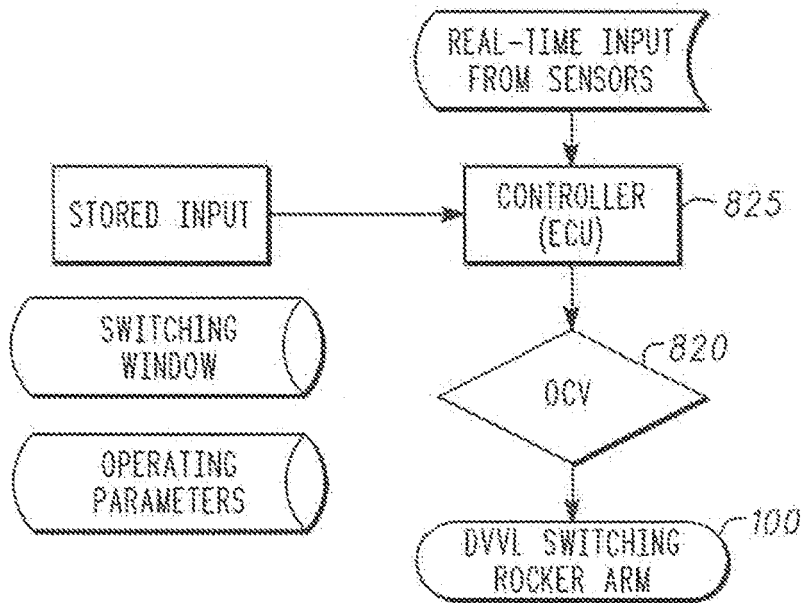 REAL-TIME INPUT
FROM SENSORS
STORED INPUT
CONTROLLER
(ECU)
825
SWITCHING
WINDOW
820
OCV
OPERATING
PARAMETERS
100
DVVL SWITCHING
ROCKER ARM